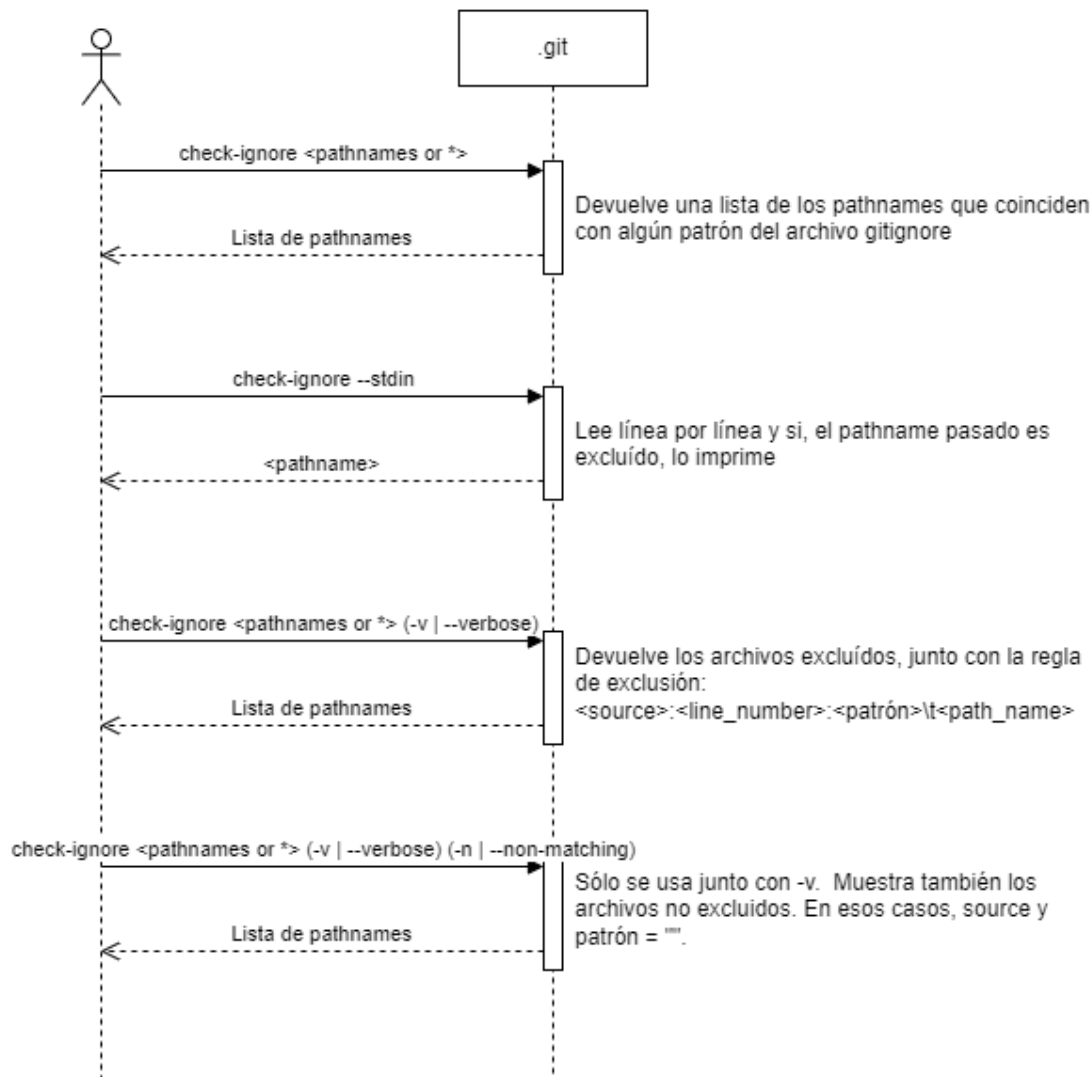 .git
check-ignore <pathnames or *>
Devuelve una lista de los pathnames que coinciden
con algún patrón del archivo gitignore
Lista de pathnames
check-ignore --stdin
Lee línea por línea y si, el pathname pasado es
excluído, lo imprime
<pathname>
check-ignore <pathnames or *> (-v | --verbose)
Devuelve los archivos excluídos, junto con la regla
de exclusión:
<source>:<line_number>:<patrón>\t<path_name>
Lista de pathnames
check-ignore <pathnames or *> (-v | --verbose) (-n | --non-matching)
Sólo se usa junto con -v.  Muestra también los
archivos no excluidos. En esos casos, source y
patrón = "".
Lista de pathnames